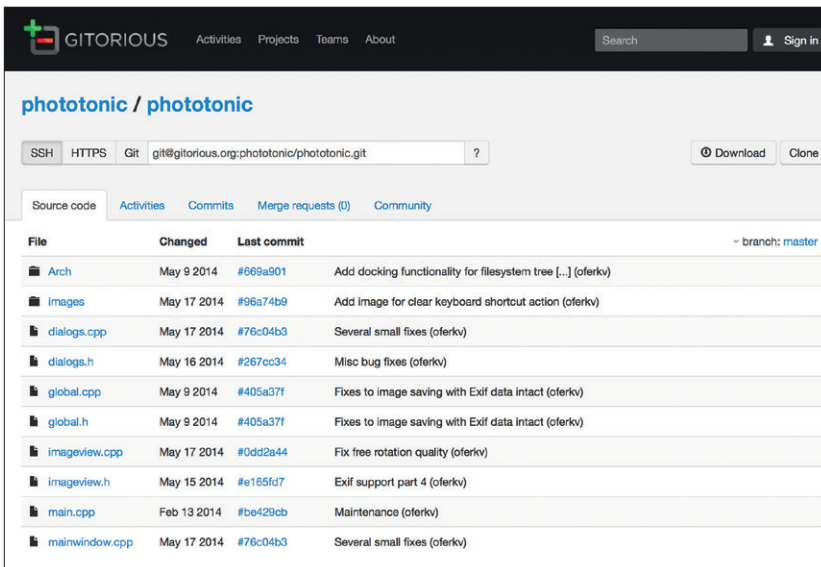 GITORIOUS Activities Projects Teams About Search Sign in
phototonic / phototonic
SSH HTTPS Git git@gitorious.org:phototonic/phototonic.git ? Download Clone
Source code Activities Commits Merge requests (0) Community
File Changed Last commit branch: master
Arch May 9 2014 #669a901 Add docking functionality for filesystem tree [...] (oferkv)
images May 17 2014 #96a74b9 Add image for clear keyboard shortcut action (oferkv)
dialogs.cpp May 17 2014 #76c04b3 Several small fixes (oferkv)
dialogs.h May 16 2014 #267cc34 Misc bug fixes (oferkv)
global.cpp May 9 2014 #405a37f Fixes to image saving with Exif data intact (oferkv)
global.h May 9 2014 #405a37f Fixes to image saving with Exif data intact (oferkv)
imageview.cpp May 17 2014 #0dd2a44 Fix free rotation quality (oferkv)
imageview.h May 15 2014 #e165fd7 Exif support part 4 (oferkv)
main.cpp Feb 13 2014 #be429cb Maintenance (oferkv)
mainwindow.cpp May 17 2014 #76c04b3 Several small fixes (oferkv)